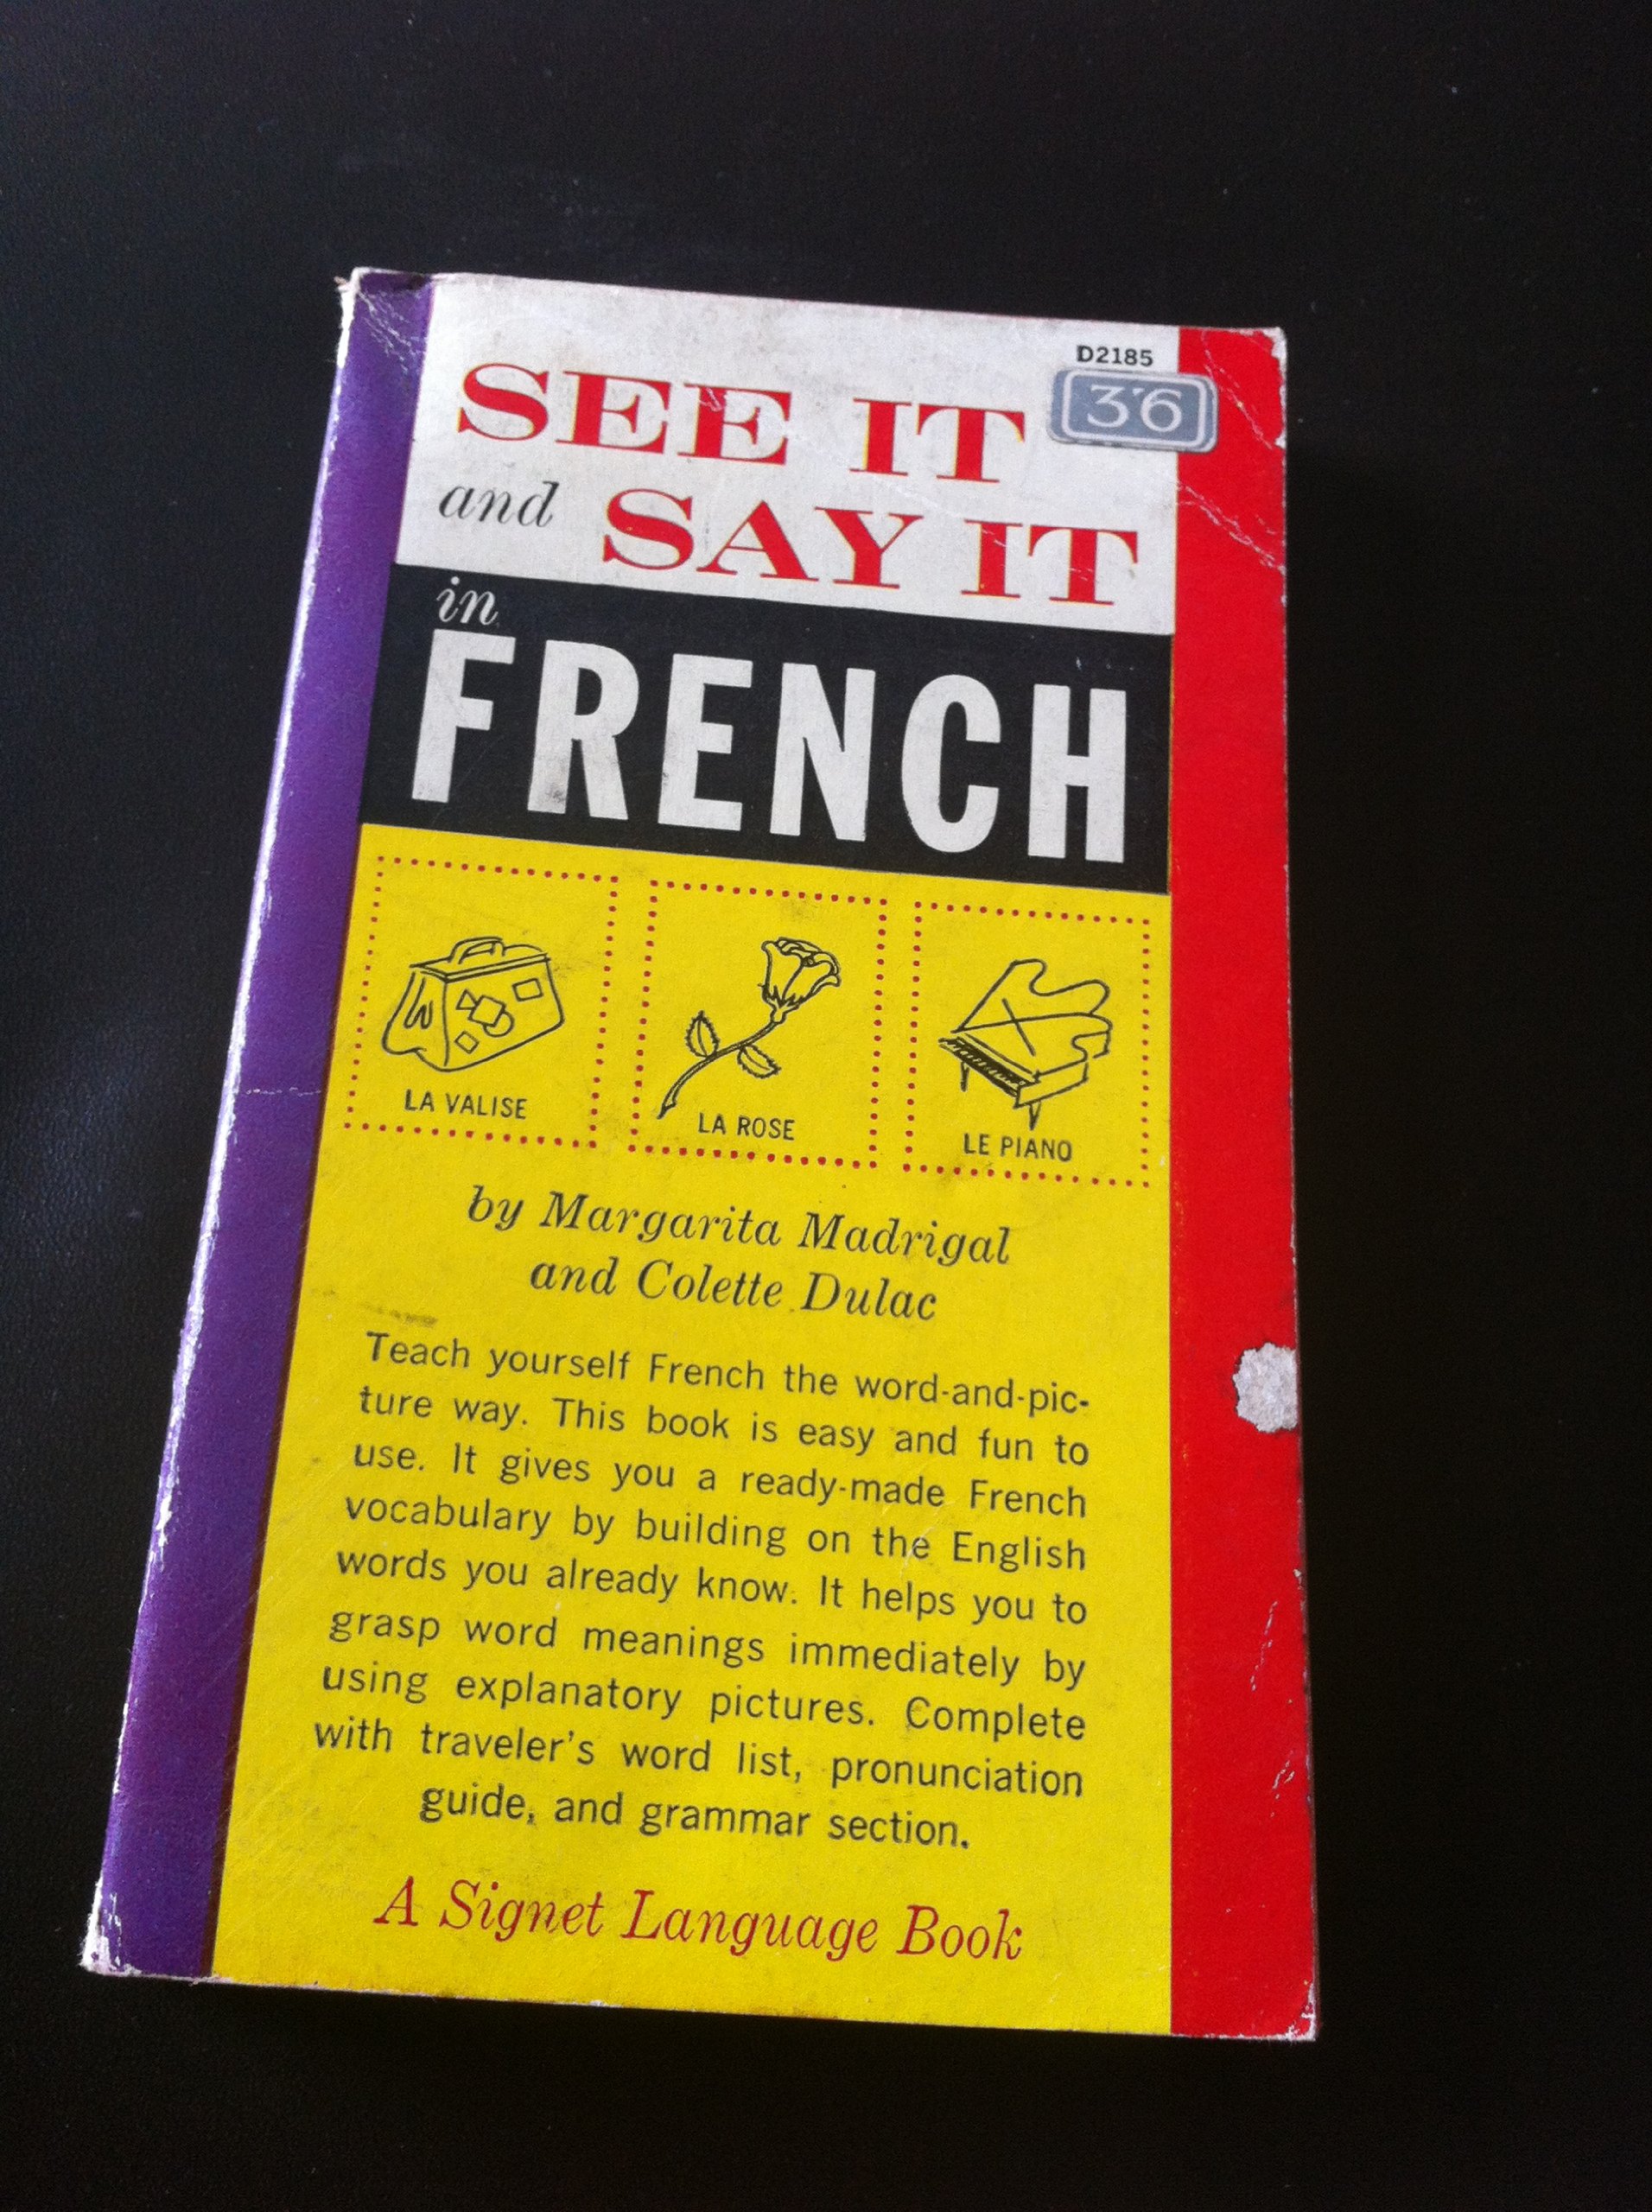 D2185
3'6
SEE IT
and SAY IT
in
FRENCH
LA VALISE
LA ROSE
LE PIANO
by Margarita Madrigal
and Colette Dulac
Teach yourself French the word-and-pic-
ture way. This book is easy and fun to
use. It gives you a ready-made French
vocabulary by building on the English
words you already know. It helps you to
grasp word meanings immediately by
using explanatory pictures. Complete
with traveler's word list, pronunciation
guide, and grammar section.
A Signet Language Book